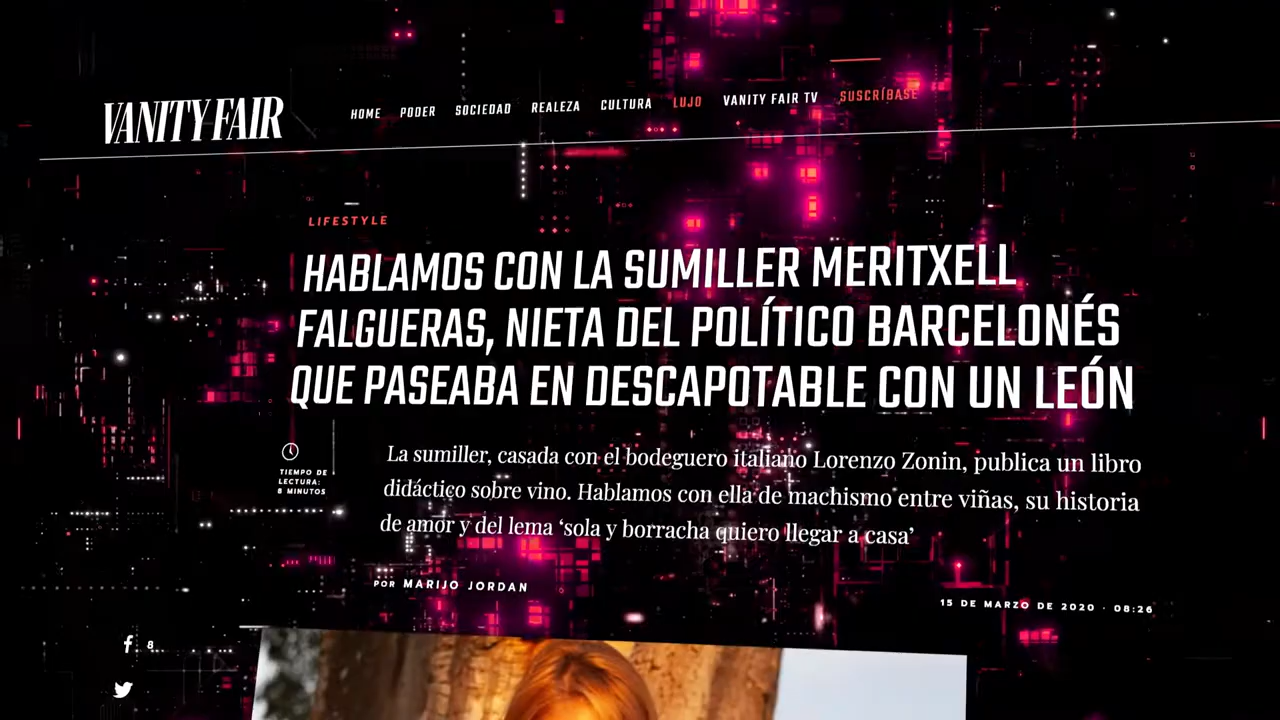 VANITY FAIR
HOME PODER SOCIEDAD REALEZA CULTURA LUJO VANITY FAIR TV SUSCRÍBASE
LIFESTYLE
HABLAMOS CON LA SUMILLER MERITXELL
FALGUERAS, NIETA DEL POLÍTICO BARCELONÉS
QUE PASEABA EN DESCAPOTABLE CON UN LEÓN
TIEMPO DE
LECTURA:
8 MINUTOS
La sumiller, casada con el bodeguero italiano Lorenzo Zonin, publica un libro
didáctico sobre vino. Hablamos con ella de machismo entre viñas, su historia
de amor y del lema ‘sola y borracha quiero llegar a casa’
POR MARIJO JORDAN
15 DE MARZO DE 2020 · 08:26
8